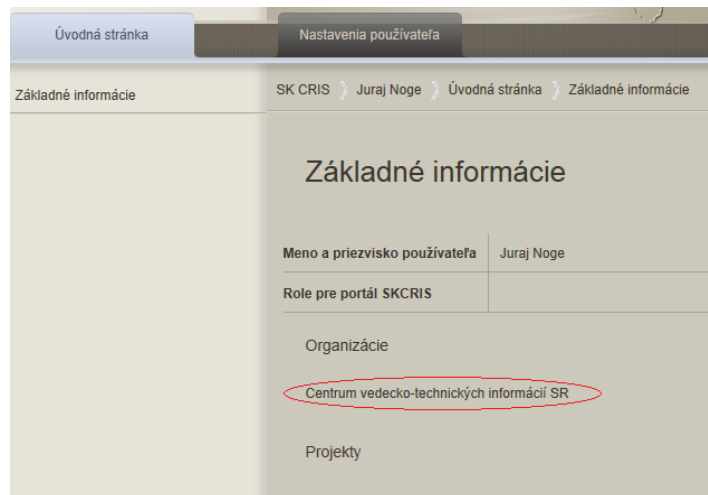 Úvodná stránka
Nastavenia používateľa
Základné informácie
SK CRIS Juraj Noge Úvodná stránka Základné informácie
Základné informácie
Meno a priezvisko používateľa Juraj Noge
Role pre portál SKCRIS
Organizácie
Centrum vedecko-technických informácií SR
Projekty